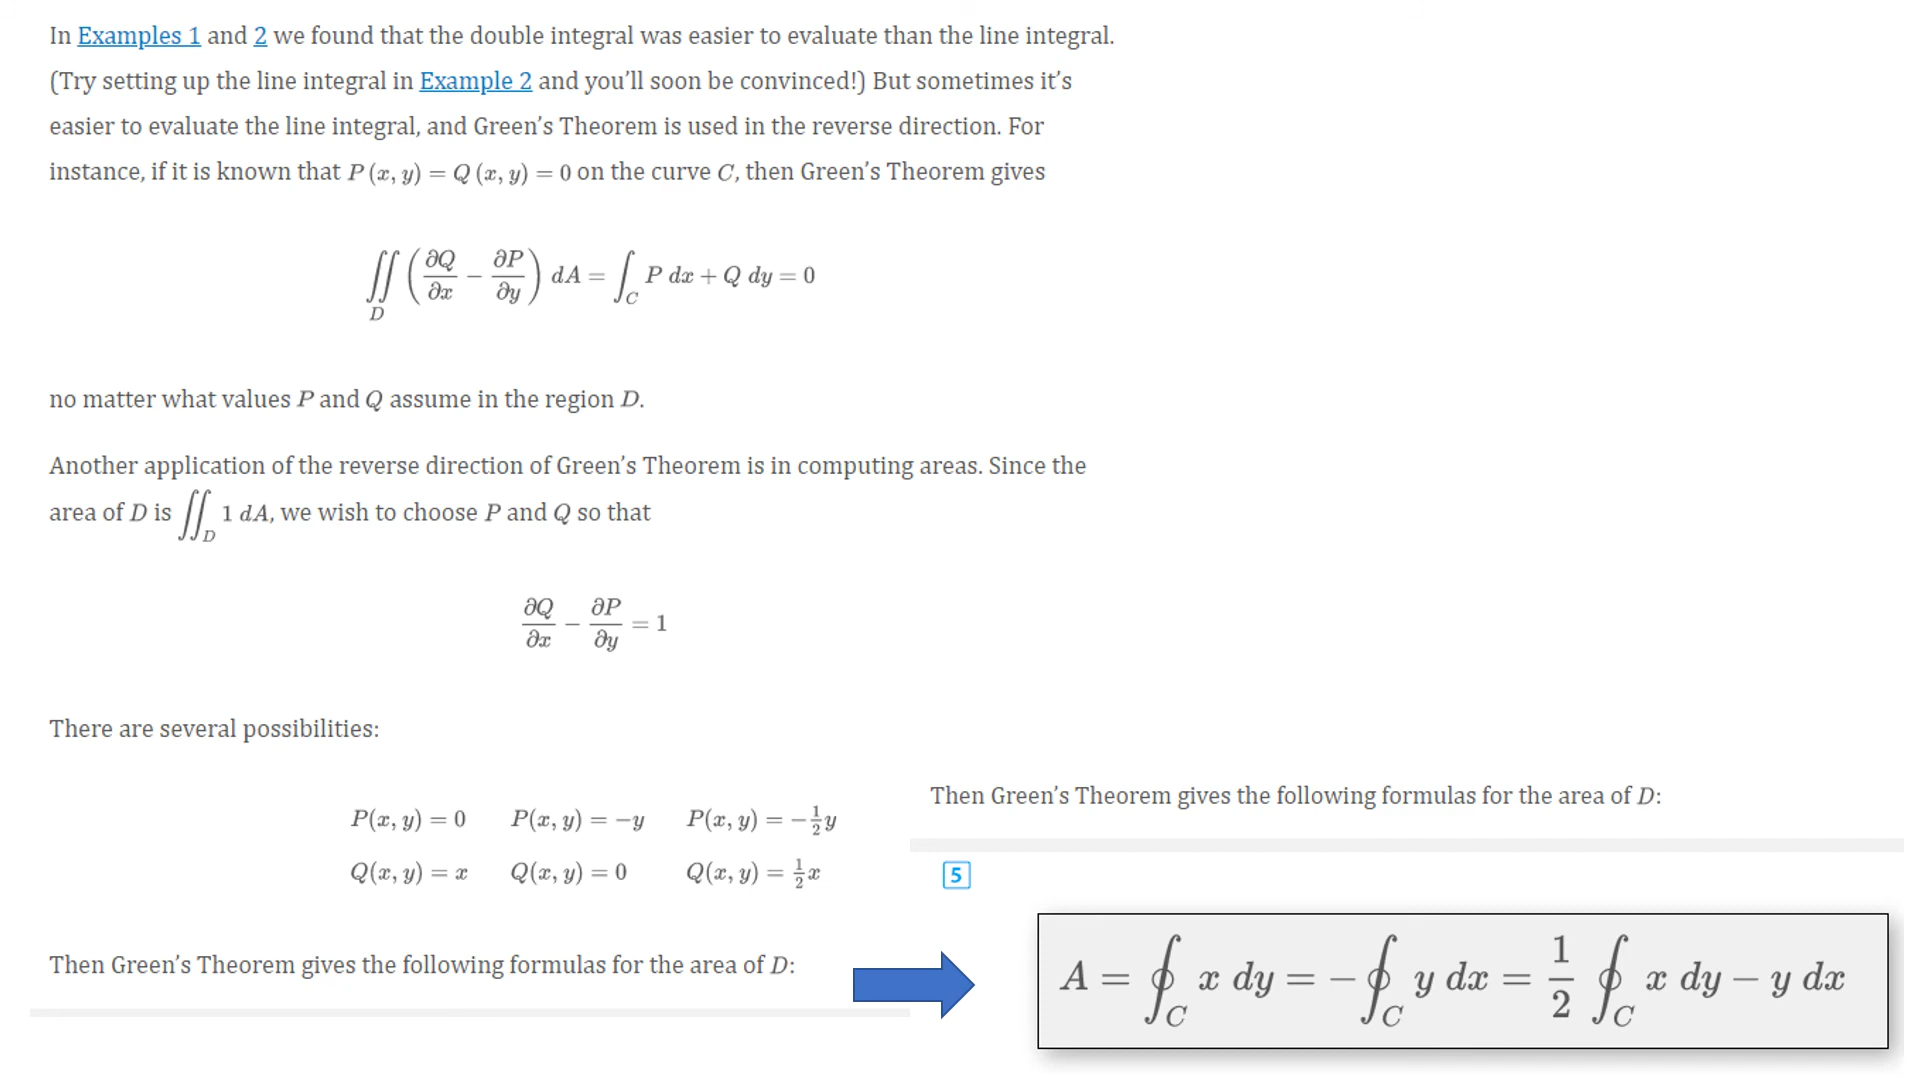 In Examples 1 and 2 we found that the double integral was easier to evaluate than the line integral.
(Try setting up the line integral in Example 2 and you’ll soon be convinced!) But sometimes it’s
easier to evaluate the line integral, and Green’s Theorem is used in the reverse direction. For
instance, if it is known that P (x, y) = Q (x, y) = 0 on the curve C, then Green’s Theorem gives
∬_D (∂Q/∂x − ∂P/∂y) dA = ∫_C P dx + Q dy = 0
no matter what values P and Q assume in the region D.
Another application of the reverse direction of Green’s Theorem is in computing areas. Since the
area of D is ∬_D 1 dA, we wish to choose P and Q so that
∂Q/∂x − ∂P/∂y = 1
There are several possibilities:
P(x, y) = 0 P(x, y) = −y P(x, y) = −½y
Q(x, y) = x Q(x, y) = 0 Q(x, y) = ½x
Then Green’s Theorem gives the following formulas for the area of D:
Then Green’s Theorem gives the following formulas for the area of D:
5
A = ∮_C x dy = −∮_C y dx = 1/2 ∮_C x dy − y dx